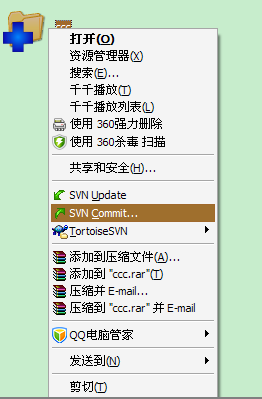 打开(O)
资源管理器(X)
搜索(E)...
千千播放(T)
千千播放列表(L)
使用 360强力删除
使用 360杀毒 扫描
共享和安全(H)...
SVN Update
SVN Commit...
TortoiseSVN
添加到压缩文件(A)...
添加到 "ccc.rar"(T)
压缩并 E-mail...
压缩到 "ccc.rar" 并 E-mail
QQ电脑管家
发送到(N)
剪切(T)